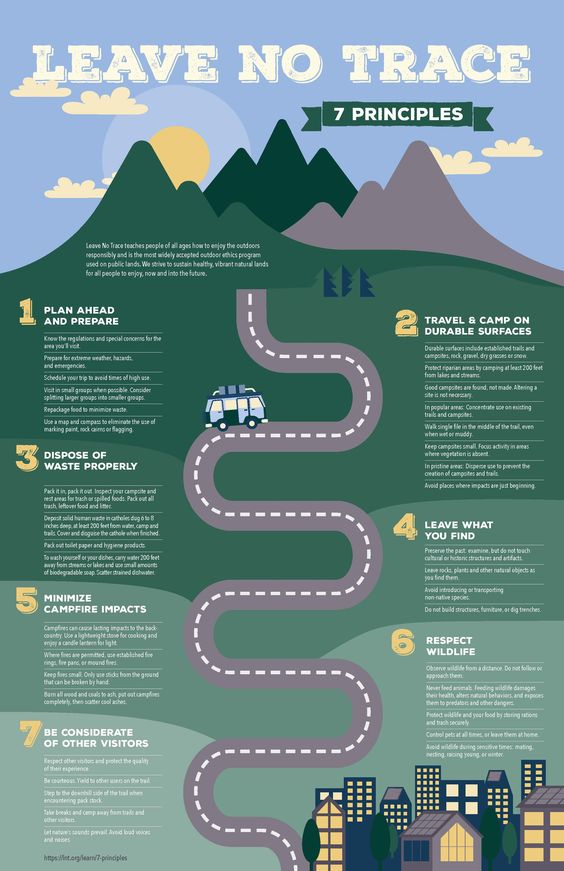 LEAVE NO TRACE
7 PRINCIPLES
Leave No Trace teaches people of all ages how to enjoy the outdoors
responsibly and is the most widely accepted outdoor ethics program
used on public lands. We strive to sustain healthy, vibrant natural lands
for all people to enjoy, now and into the future.
1 PLAN AHEAD
AND PREPARE
Know the regulations and special concerns for the
area you'll visit.
Prepare for extreme weather, hazards,
and emergencies.
Schedule your trip to avoid times of high use.
Visit in small groups when possible. Consider
splitting larger groups into smaller groups.
Repackage food to minimize waste.
Use a map and compass to eliminate the use of
marking paint, rock cairns or flagging.
2 TRAVEL & CAMP ON
DURABLE SURFACES
Durable surfaces include established trails and
campsites, rock, gravel, dry grasses or snow.
Protect riparian areas by camping at least 200 feet
from lakes and streams.
Good campsites are found, not made. Altering a
site is not necessary.
In popular areas: Concentrate use on existing
trails and campsites.
Walk single file in the middle of the trail, even
when wet or muddy.
Keep campsites small. Focus activity in areas
where vegetation is absent.
In pristine areas: Disperse use to prevent the
creation of campsites and trails.
Avoid places where impacts are just beginning.
3 DISPOSE OF
WASTE PROPERLY
Pack it in, pack it out. Inspect your campsite and
rest areas for trash or spilled foods. Pack out all
trash, leftover food and litter.
Deposit solid human waste in catholes dug 6 to 8
inches deep, at least 200 feet from water, camp and
trails. Cover and disguise the cathole when finished.
Pack out toilet paper and hygiene products.
To wash yourself or your dishes, carry water 200 feet
away from streams or lakes and use small amounts
of biodegradable soap. Scatter strained dishwater.
4 LEAVE WHAT
YOU FIND
Preserve the past: examine, but do not touch
cultural or historic structures and artifacts.
Leave rocks, plants and other natural objects as
you find them.
Avoid introducing or transporting
non-native species.
Do not build structures, furniture, or dig trenches.
5 MINIMIZE
CAMPFIRE IMPACTS
Campfires can cause lasting impacts to the back-
country. Use a lightweight stove for cooking and
enjoy a candle lantern for light.
Where fires are permitted, use established fire
rings, fire pans, or mound fires.
Keep fires small. Only use sticks from the ground
that can be broken by hand.
Burn all wood and coals to ash, put out campfires
completely, then scatter cool ashes.
6 RESPECT
WILDLIFE
Observe wildlife from a distance. Do not follow or
approach them.
Never feed animals. Feeding wildlife damages
their health, alters natural behaviors, and exposes
them to predators and other dangers.
Protect wildlife and your food by storing rations
and trash securely.
Control pets at all times, or leave them at home.
Avoid wildlife during sensitive times: mating,
nesting, racing young, or winter.
7 BE CONSIDERATE
OF OTHER VISITORS
Respect other visitors and protect the quality
of their experience.
Be courteous. Yield to other users on the trail.
Step to the downhill side of the trail when
encountering pack stock.
Take breaks and camp away from trails and
other visitors.
Let nature's sounds prevail. Avoid loud voices
and noises
https://lnt.org/learn/7-principles